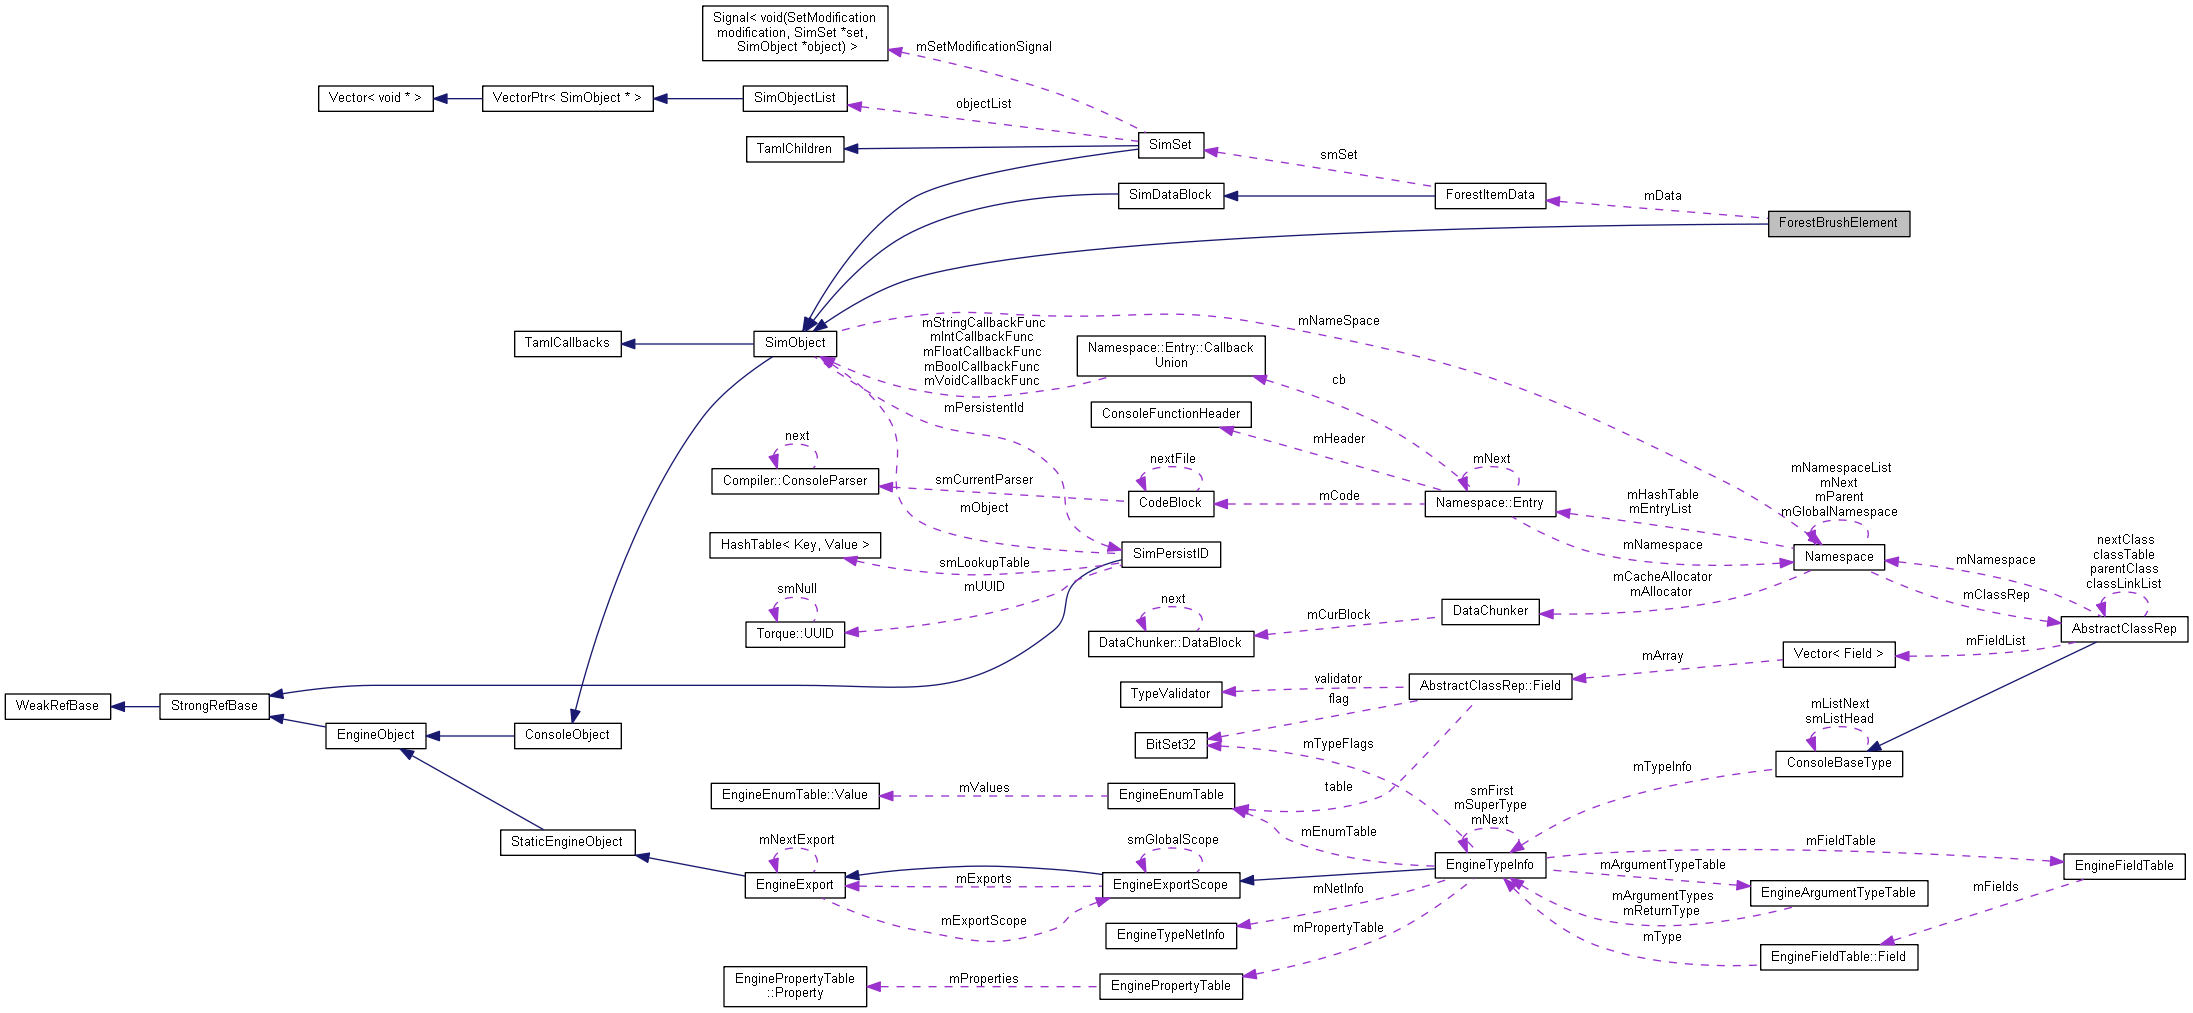 Signal< void(SetModification
modification, SimSet *set,
SimObject *object) >
mSetModificationSignal
Vector< void * >
VectorPtr< SimObject * >
SimObjectList
objectList
TamlChildren
SimSet
smSet
SimDataBlock
ForestItemData
mData
ForestBrushElement
TamlCallbacks
SimObject
mStringCallbackFunc
mIntCallbackFunc
mFloatCallbackFunc
mBoolCallbackFunc
mVoidCallbackFunc
mNameSpace
Namespace::Entry::Callback
Union
cb
mPersistentId
ConsoleFunctionHeader
mHeader
next
Compiler::ConsoleParser
smCurrentParser
nextFile
CodeBlock
mCode
mNext
Namespace::Entry
mHashTable
mEntryList
mNamespaceList
mNext
mParent
mGlobalNamespace
Namespace
mObject
HashTable< Key, Value >
smLookupTable
SimPersistID
mNamespace
mUUID
smNull
Torque::UUID
next
DataChunker::DataBlock
mCurBlock
DataChunker
mCacheAllocator
mAllocator
mNamespace
mClassRep
nextClass
classTable
parentClass
classLinkList
AbstractClassRep
mFieldList
Vector< Field >
mArray
AbstractClassRep::Field
validator
flag
TypeValidator
BitSet32
mTypeFlags
table
WeakRefBase
StrongRefBase
EngineObject
ConsoleObject
mListNext
smListHead
ConsoleBaseType
mTypeInfo
EngineEnumTable::Value
mValues
EngineEnumTable
mEnumTable
StaticEngineObject
mNextExport
EngineExport
mExports
mExportScope
smGlobalScope
EngineExportScope
smFirst
mSuperType
mNext
EngineTypeInfo
mFieldTable
EngineFieldTable
mArgumentTypeTable
EngineArgumentTypeTable
mArgumentTypes
mReturnType
mFields
mType
EngineFieldTable::Field
mNetInfo
EngineTypeNetInfo
mPropertyTable
EnginePropertyTable
mProperties
EnginePropertyTable
::Property